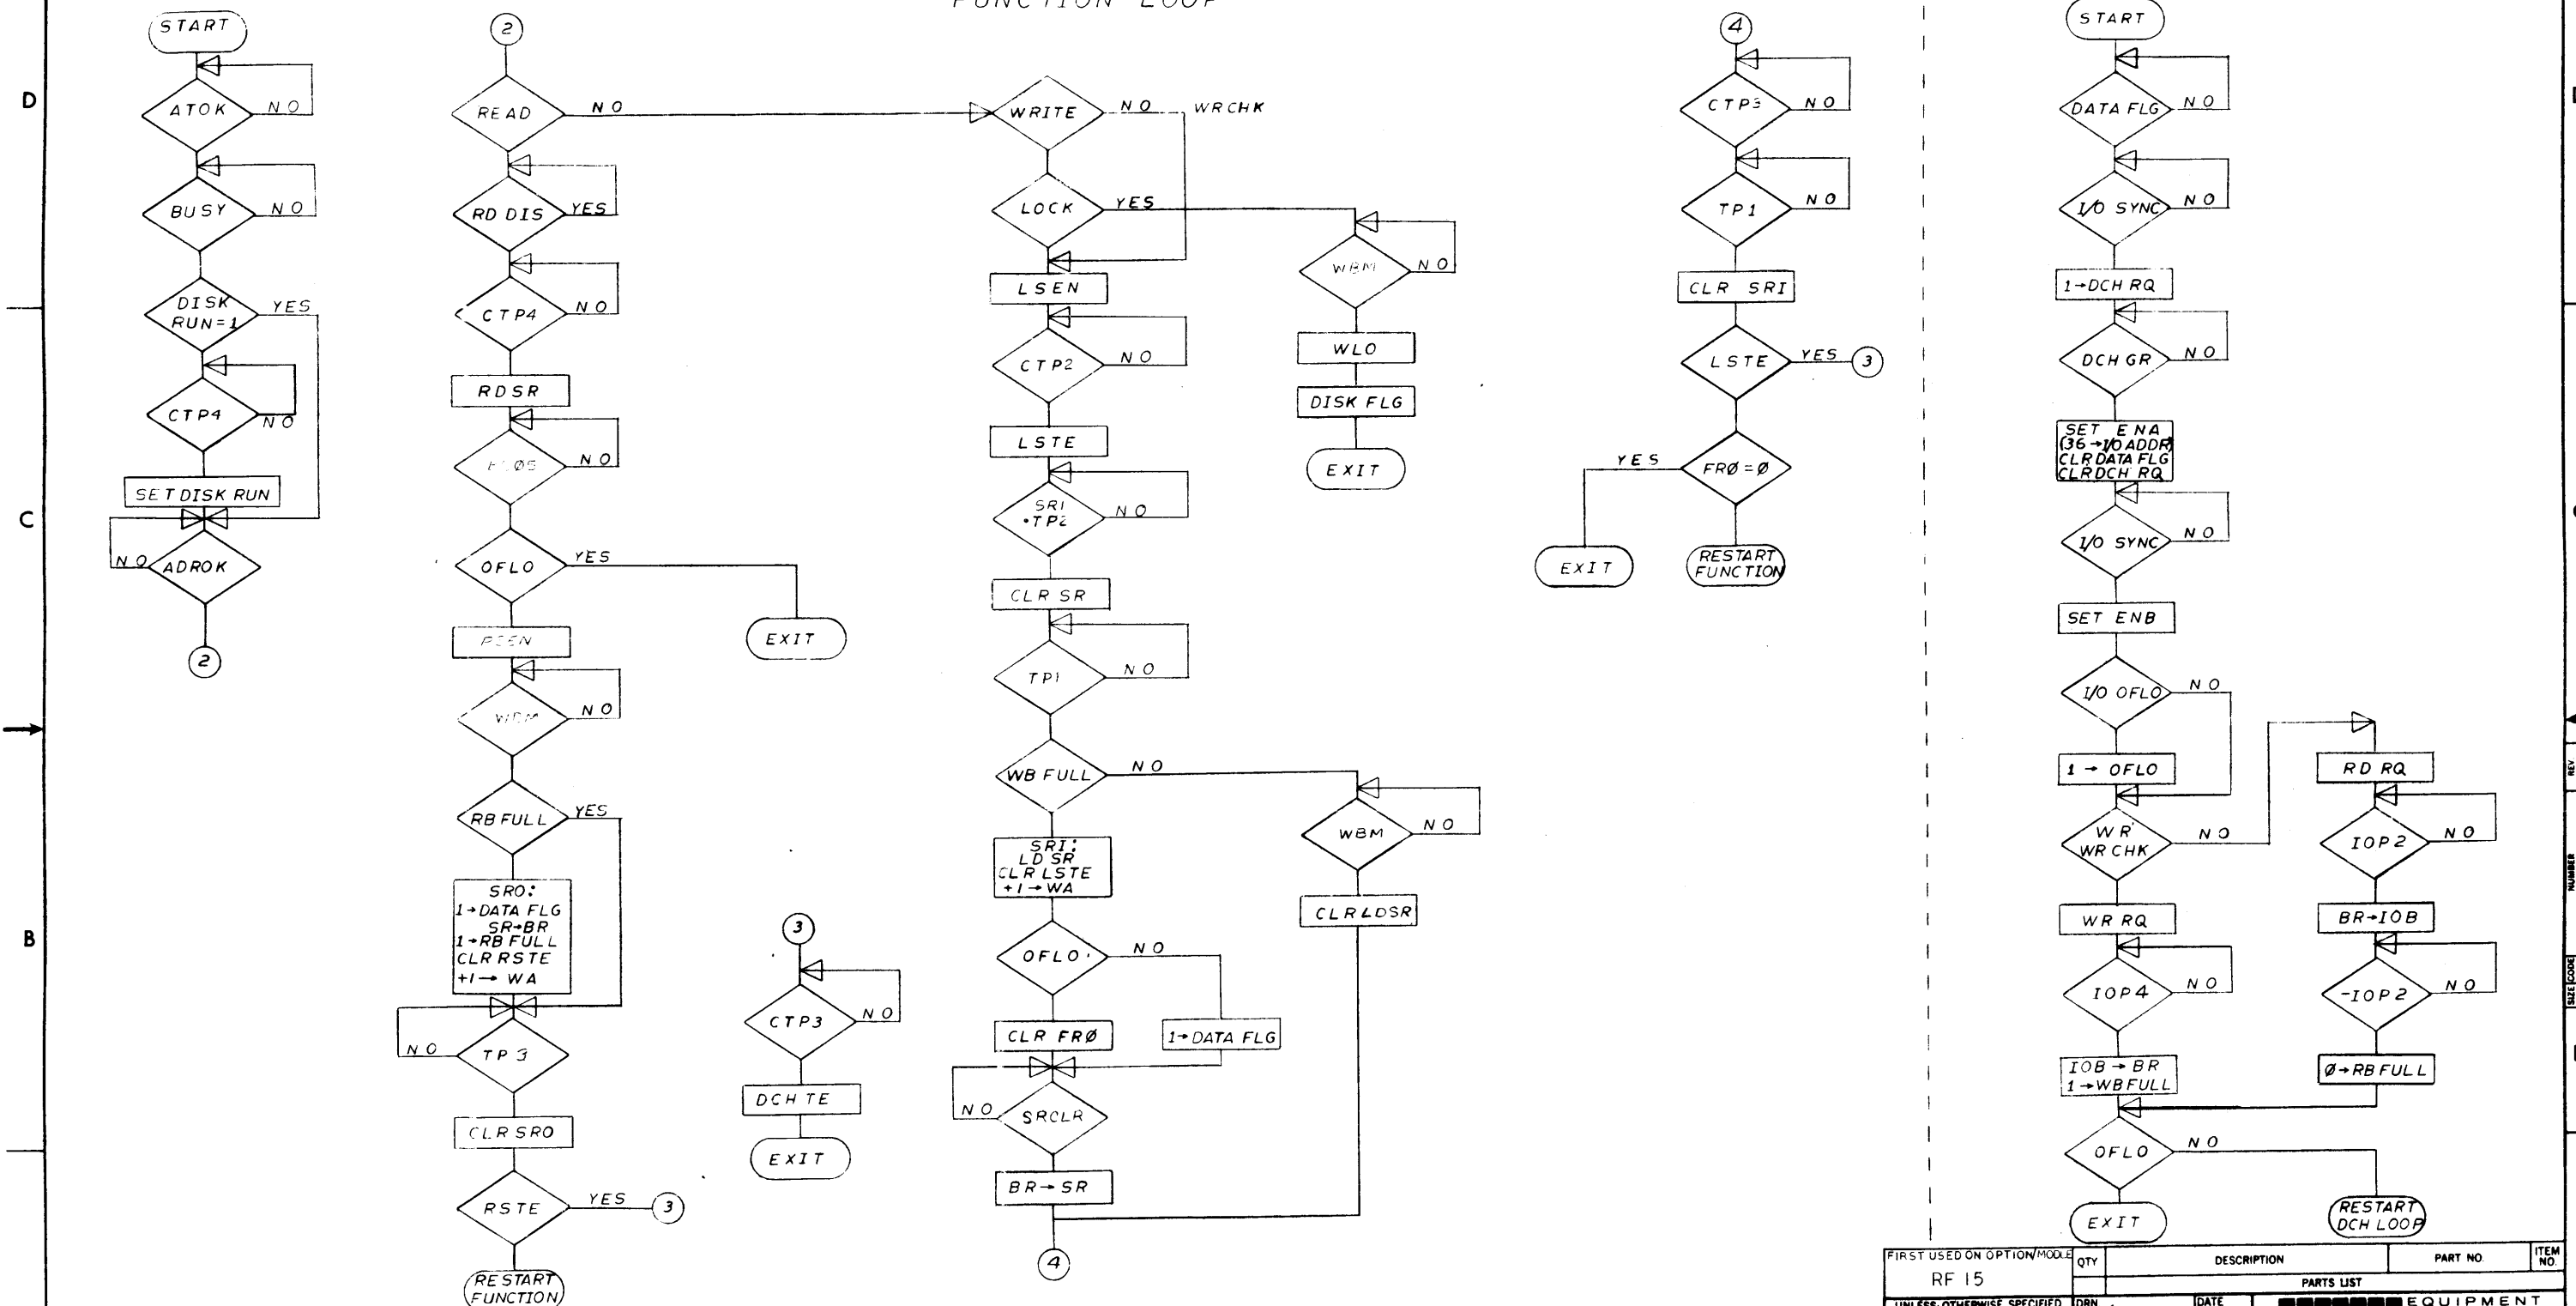 FUNCTION LOOP
START
ATOK
NO
BUSY
NO
DISK
RUN=1
YES
CTP4
NO
SET DISK RUN
NO
ADROK
2
2
READ
NO
RD DIS
YES
CTP4
NO
RDSR
NO
OFLO
YES
EXIT
NO
RB FULL
YES
SRO:
1→DATA FLG
SR→BR
1→RB FULL
CLR RSTE
+1→ WA
NO
TP3
CLR SRO
RSTE
YES
3
RESTART
FUNCTION
3
CTP3
NO
DCH TE
EXIT
WRITE
NO
WRCHK
LOCK
YES
LSEN
CTP2
NO
LSTE
SRI
•TP2
NO
CLR SR
TP1
NO
WB FULL
NO
SRI:
LD SR
CLR LSTE
+1→WA
OFLO
NO
CLR FRØ
1→DATA FLG
NO
SRCLR
BR→SR
4
WBM
NO
WLO
DISK FLG
EXIT
WBM
NO
CLR LDSR
4
CTP3
NO
TP1
NO
CLR SRI
LSTE
YES
3
YES
FRØ=Ø
EXIT
RESTART
FUNCTION
START
DATA FLG
NO
I/O SYNC
NO
1→DCH RQ
DCH GR
NO
SET ENA
(36→I/O ADDR)
CLR DATA FLG
CLR DCH RQ
I/O SYNC
NO
SET ENB
I/O OFLO
NO
1 → OFLO
WR
WR CHK
NO
WR RQ
IOP4
NO
IOB→BR
1→WB FULL
OFLO
NO
EXIT
RD RQ
IOP2
NO
BR→IOB
-IOP2
NO
Ø→RB FULL
RESTART
DCH LOOP
D
C
B
REV
NUMBER
SIZE CODE
FIRST USED ON OPTION/MODLE
RF 15
QTY
DESCRIPTION
PART NO.
ITEM
NO.
PARTS LIST
UNLESS OTHERWISE SPECIFIED
DRN.
DATE
EQUIPMENT